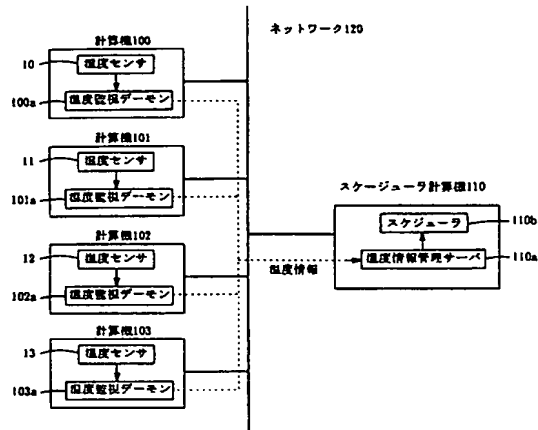 計算機100
10
温度センサ
100a
温度監視デーモン
計算機101
11
温度センサ
101a
温度監視デーモン
計算機102
12
温度センサ
102a
温度監視デーモン
計算機103
13
温度センサ
103a
温度監視デーモン
ネットワーク120
スケージューラ計算機110
スケジューラ
110b
温度情報管理サーバ
110a
温度情報